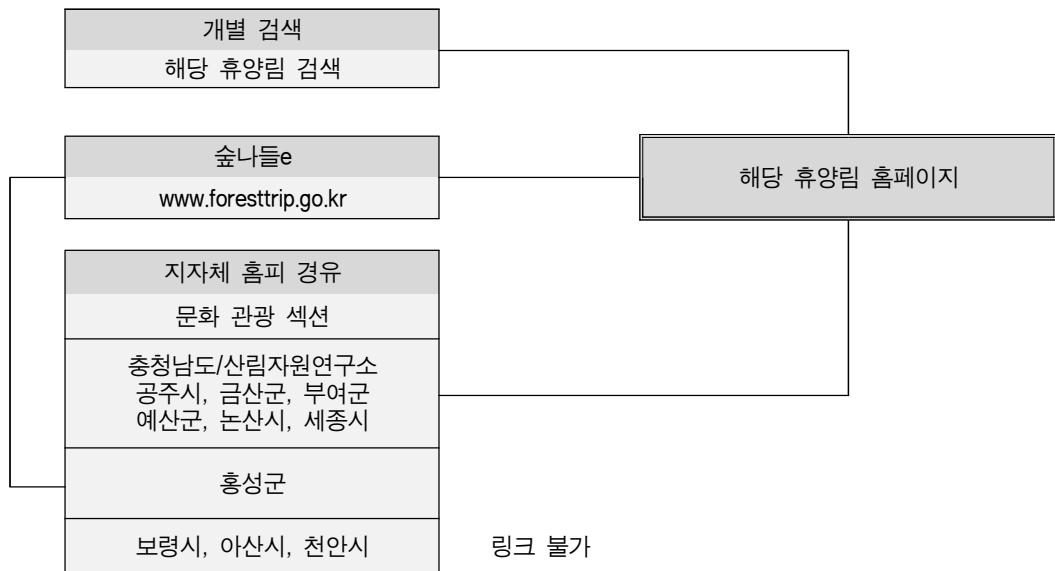 개별 검색
해당 휴양림 검색
숲나들e
www.foresttrip.go.kr
해당 휴양림 홈페이지
지자체 홈피 경유
문화 관광 섹션
충청남도/산림자원연구소
공주시, 금산군, 부여군
예산군, 논산시, 세종시
홍성군
보령시, 아산시, 천안시
링크 불가